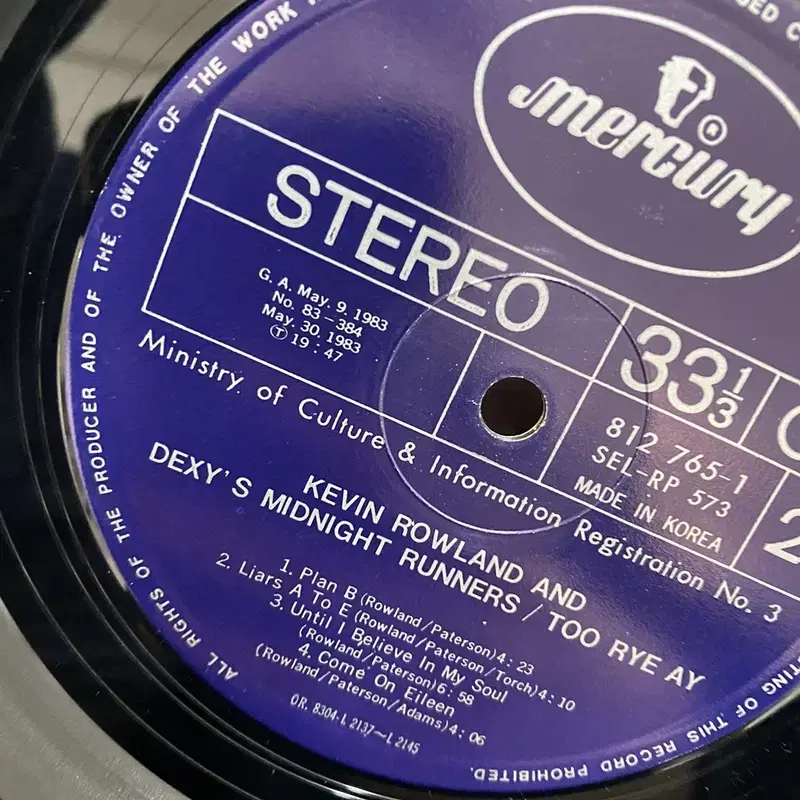 ALL RIGHTS OF THE PRODUCER AND OF THE OWNER OF THE WORK
mercury
®
STEREO
33⅓
G. A. May. 9. 1983
No. 83-384
May. 30. 1983
Ⓣ19:47
812 765-1
SEL-RP 573
MADE IN KOREA
2
Ministry of Culture & Information Registration No. 3
KEVIN ROWLAND AND
DEXY'S MIDNIGHT RUNNERS / TOO RYE AY
1. Plan B (Rowland/Paterson) 4:23
2. Liars A To E (Rowland/Paterson/Torch) 4:10
3. Until I Believe In My Soul
(Rowland/Paterson) 6:58
4. Come On Eileen
(Rowland/Paterson/Adams) 4:06
OR. 8304-L 2137~L 2145
OF THIS RECORD PROHIBITED.